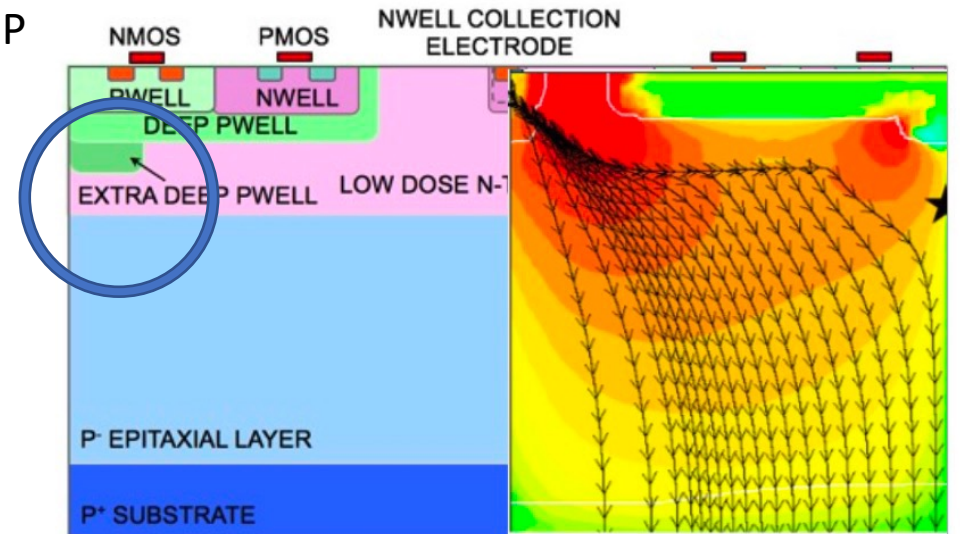 P
NMOS
PMOS
NWELL COLLECTION
ELECTRODE
PWELL
NWELL
DEEP PWELL
EXTRA DEEP PWELL
LOW DOSE N-
P- EPITAXIAL LAYER
P+ SUBSTRATE